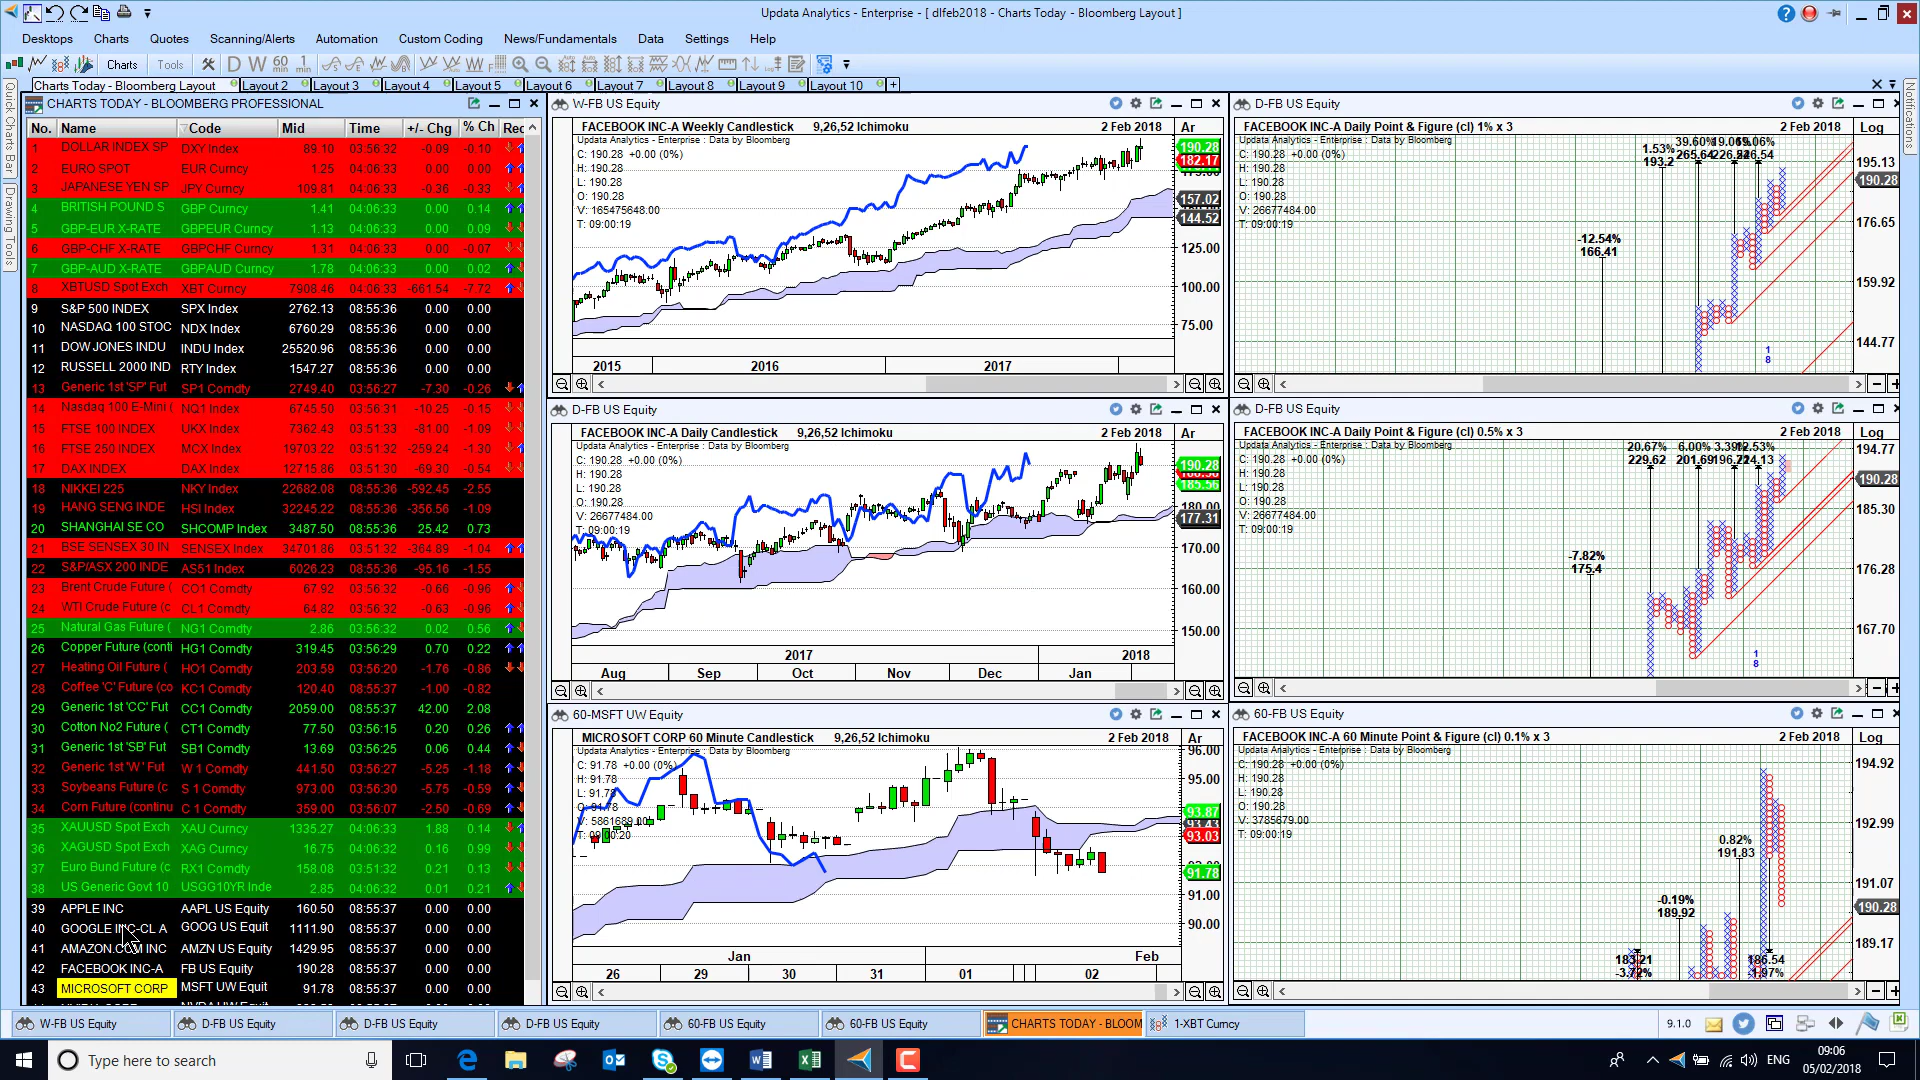 Updata Analytics - Enterprise - [ dlfeb2018 - Charts Today - Bloomberg Layout ]
Desktops Charts Quotes Scanning/Alerts Automation Custom Coding News/Fundamentals Data Settings Help
Charts Tools D W 60 min 1 min
Charts Today - Bloomberg Layout Layout 2 Layout 3 Layout 4 Layout 5 Layout 6 Layout 7 Layout 8 Layout 9 Layout 10 +
Quick Charts Bar
Drawing Tools
Notifications
CHARTS TODAY - BLOOMBERG PROFESSIONAL
No. Name Code Mid Time +/- Chg % Ch Rec
1 DOLLAR INDEX SP DXY Index 89.10 03:56:32 -0.09 -0.10
2 EURO SPOT EUR Curncy 1.25 04:06:33 0.00 0.00
3 JAPANESE YEN SP JPY Curncy 109.81 04:06:33 -0.36 -0.33
4 BRITISH POUND S GBP Curncy 1.41 04:06:33 0.00 0.14
5 GBP-EUR X-RATE GBPEUR Curncy 1.13 04:06:33 0.00 0.09
6 GBP-CHF X-RATE GBPCHF Curncy 1.31 04:06:33 0.00 -0.07
7 GBP-AUD X-RATE GBPAUD Curncy 1.78 04:06:33 0.00 0.02
8 XBTUSD Spot Exch XBT Curncy 7908.46 04:06:33 -661.54 -7.72
9 S&P 500 INDEX SPX Index 2762.13 08:55:36 0.00 0.00
10 NASDAQ 100 STOC NDX Index 6760.29 08:55:36 0.00 0.00
11 DOW JONES INDU INDU Index 25520.96 08:55:36 0.00 0.00
12 RUSSELL 2000 IND RTY Index 1547.27 08:55:36 0.00 0.00
13 Generic 1st 'SP' Fut SP1 Comdty 2749.40 03:56:27 -7.30 -0.26
14 Nasdaq 100 E-Mini ( NQ1 Index 6745.50 03:56:31 -10.25 -0.15
15 FTSE 100 INDEX UKX Index 7362.43 03:51:33 -81.00 -1.09
16 FTSE 250 INDEX MCX Index 19703.22 03:56:31 -259.24 -1.30
17 DAX INDEX DAX Index 12715.86 03:51:30 -69.30 -0.54
18 NIKKEI 225 NKY Index 22682.08 08:55:36 -592.45 -2.55
19 HANG SENG INDE HSI Index 32245.22 08:55:36 -356.56 -1.09
20 SHANGHAI SE CO SHCOMP Index 3487.50 08:55:36 25.42 0.73
21 BSE SENSEX 30 IN SENSEX Index 34701.86 03:51:32 -364.89 -1.04
22 S&P/ASX 200 INDE AS51 Index 6026.23 08:55:36 -95.16 -1.55
23 Brent Crude Future ( CO1 Comdty 67.92 03:56:32 -0.66 -0.96
24 WTI Crude Future (c CL1 Comdty 64.82 03:56:32 -0.63 -0.96
25 Natural Gas Future ( NG1 Comdty 2.86 03:56:32 0.02 0.56
26 Copper Future (conti HG1 Comdty 319.45 03:56:29 0.70 0.22
27 Heating Oil Future ( HO1 Comdty 203.59 03:56:20 -1.76 -0.86
28 Coffee 'C' Future (co KC1 Comdty 120.40 08:55:37 -1.00 -0.82
29 Generic 1st 'CC' Fut CC1 Comdty 2059.00 08:55:37 42.00 2.08
30 Cotton No2 Future ( CT1 Comdty 77.50 03:56:15 0.20 0.26
31 Generic 1st 'SB' Fut SB1 Comdty 13.69 03:56:25 0.06 0.44
32 Generic 1st 'W ' Fut W 1 Comdty 441.50 03:56:27 -5.25 -1.18
33 Soybeans Future (c S 1 Comdty 973.00 03:56:30 -5.75 -0.59
34 Corn Future (continu C 1 Comdty 359.00 03:56:07 -2.50 -0.69
35 XAUUSD Spot Exch XAU Curncy 1335.27 04:06:33 1.88 0.14
36 XAGUSD Spot Exch XAG Curncy 16.75 04:06:33 0.16 0.99
37 Euro Bund Future (c RX1 Comdty 158.08 03:51:32 0.21 0.13
38 US Generic Govt 10 USGG10YR Inde 2.85 04:06:32 0.01 0.21
39 APPLE INC AAPL US Equity 160.50 08:55:37 0.00 0.00
40 GOOGLE INC-CL A GOOG US Equit 1111.90 08:55:37 0.00 0.00
41 AMAZON.COM INC AMZN US Equity 1429.95 08:55:37 0.00 0.00
42 FACEBOOK INC-A FB US Equity 190.28 08:55:37 0.00 0.00
43 MICROSOFT CORP MSFT UW Equit 91.78 08:55:37 0.00 0.00
W-FB US Equity
FACEBOOK INC-A Weekly Candlestick 9,26,52 Ichimoku 2 Feb 2018 Ar
Updata Analytics - Enterprise : Data by Bloomberg
C: 190.28 +0.00 (0%)
H: 190.28
L: 190.28
O: 190.28
V: 165475648.00
T: 09:00:19
190.28
182.17
157.02
144.52
125.00
100.00
75.00
2015 2016 2017
D-FB US Equity
FACEBOOK INC-A Daily Candlestick 9,26,52 Ichimoku 2 Feb 2018 Ar
Updata Analytics - Enterprise : Data by Bloomberg
C: 190.28 +0.00 (0%)
H: 190.28
L: 190.28
O: 190.28
V: 26677484.00
T: 09:00:19
190.28
185.56
180.00
177.31
170.00
160.00
150.00
2017 2018
Aug Sep Oct Nov Dec Jan
60-MSFT UW Equity
MICROSOFT CORP 60 Minute Candlestick 9,26,52 Ichimoku 2 Feb 2018 Ar
Updata Analytics - Enterprise : Data by Bloomberg
C: 91.78 +0.00 (0%)
H: 91.78
L: 91.78
O: 91.78
V: 5861689.00
T: 09:00:20
96.00
95.00
93.87
93.43
93.03
91.78
91.00
90.00
Jan Feb
26 29 30 31 01 02
D-FB US Equity
FACEBOOK INC-A Daily Point & Figure (cl) 1% x 3 2 Feb 2018 Log
Updata Analytics - Enterprise : Data by Bloomberg
C: 190.28 +0.00 (0%)
H: 190.28
L: 190.28
O: 190.28
V: 26677484.00
T: 09:00:19
1.53%
193.2
39.60%
265.64
-12.54%
166.41
195.13
190.28
176.65
159.92
144.77
1
8
D-FB US Equity
FACEBOOK INC-A Daily Point & Figure (cl) 0.5% x 3 2 Feb 2018 Log
Updata Analytics - Enterprise : Data by Bloomberg
C: 190.28 +0.00 (0%)
H: 190.28
L: 190.28
O: 190.28
V: 26677484.00
T: 09:00:19
20.67%
229.62
6.00%
201.69
-7.82%
175.4
194.77
190.28
185.30
176.28
167.70
1
8
60-FB US Equity
FACEBOOK INC-A 60 Minute Point & Figure (cl) 0.1% x 3 2 Feb 2018 Log
Updata Analytics - Enterprise : Data by Bloomberg
C: 190.28 +0.00 (0%)
H: 190.28
L: 190.28
O: 190.28
V: 3785679.00
T: 09:00:19
0.82%
191.83
-0.19%
189.92
183.21
-3.72%
186.54
-1.97%
194.92
192.99
191.07
190.28
189.17
W-FB US Equity D-FB US Equity D-FB US Equity D-FB US Equity 60-FB US Equity 60-FB US Equity CHARTS TODAY - BLOOM 1-XBT Curncy 9.1.0
Type here to search
ENG
09:06
05/02/2018